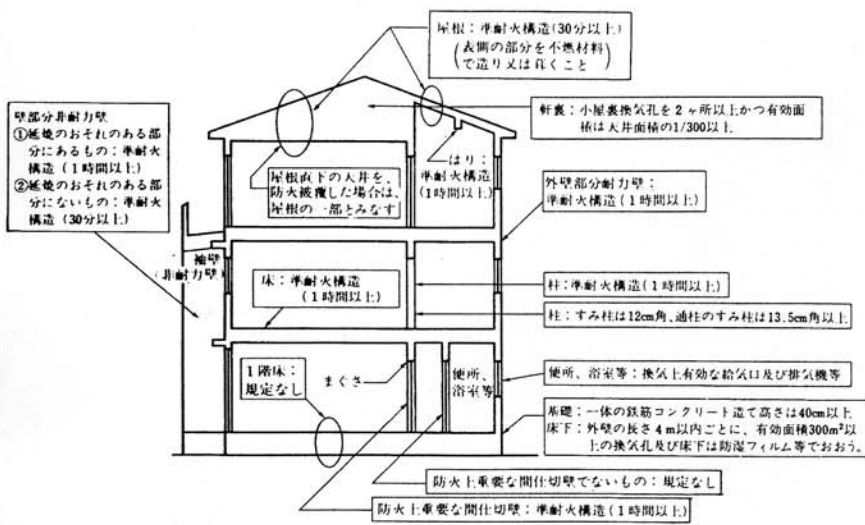 屋根：準耐火構造(30分以上)
(表側の部分を不燃材料
で造り又は葺くこと)
軒裏：小屋裏換気孔を2ヶ所以上かつ有効面
積は天井面積の1/300以上
壁部分非耐力壁
①延焼のおそれのある部
分にあるもの：準耐火
構造(1時間以上)
②延焼のおそれのある部
分にないもの：準耐火
構造(30分以上)
屋根直下の天井を、
防火被覆した場合は、
屋根の一部とみなす
はり：
準耐火構造
(1時間以上)
外壁部分耐力壁：
準耐火構造(1時間以上)
袖壁
(非耐力壁)
床：準耐火構造
(1時間以上)
柱：準耐火構造(1時間以上)
柱：すみ柱は12cm角、通柱のすみ柱は13.5cm角以上
1階床：
規定なし
まぐさ
便所、
浴室等
便所、浴室等：換気上有効な給気口及び排気機等
基礎：一体の鉄筋コンクリート造で高さは40cm以上
床下：外壁の長さ4m以内ごとに、有効面積300m²以
上の換気孔及び床下は防湿フィルム等でおおう。
防火上重要な間仕切壁でないもの：規定なし
防火上重要な間仕切壁：準耐火構造(1時間以上)